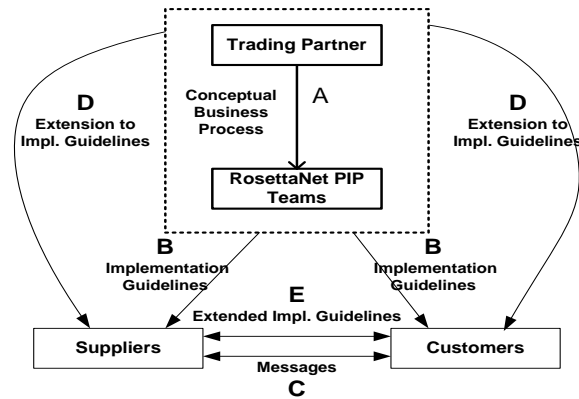 Trading Partner
A
Conceptual
Business
Process
RosettaNet PIP
Teams
D
Extension to
Impl. Guidelines
D
Extension to
Impl. Guidelines
B
Implementation
Guidelines
B
Implementation
Guidelines
E
Extended Impl. Guidelines
Suppliers
Customers
Messages
C